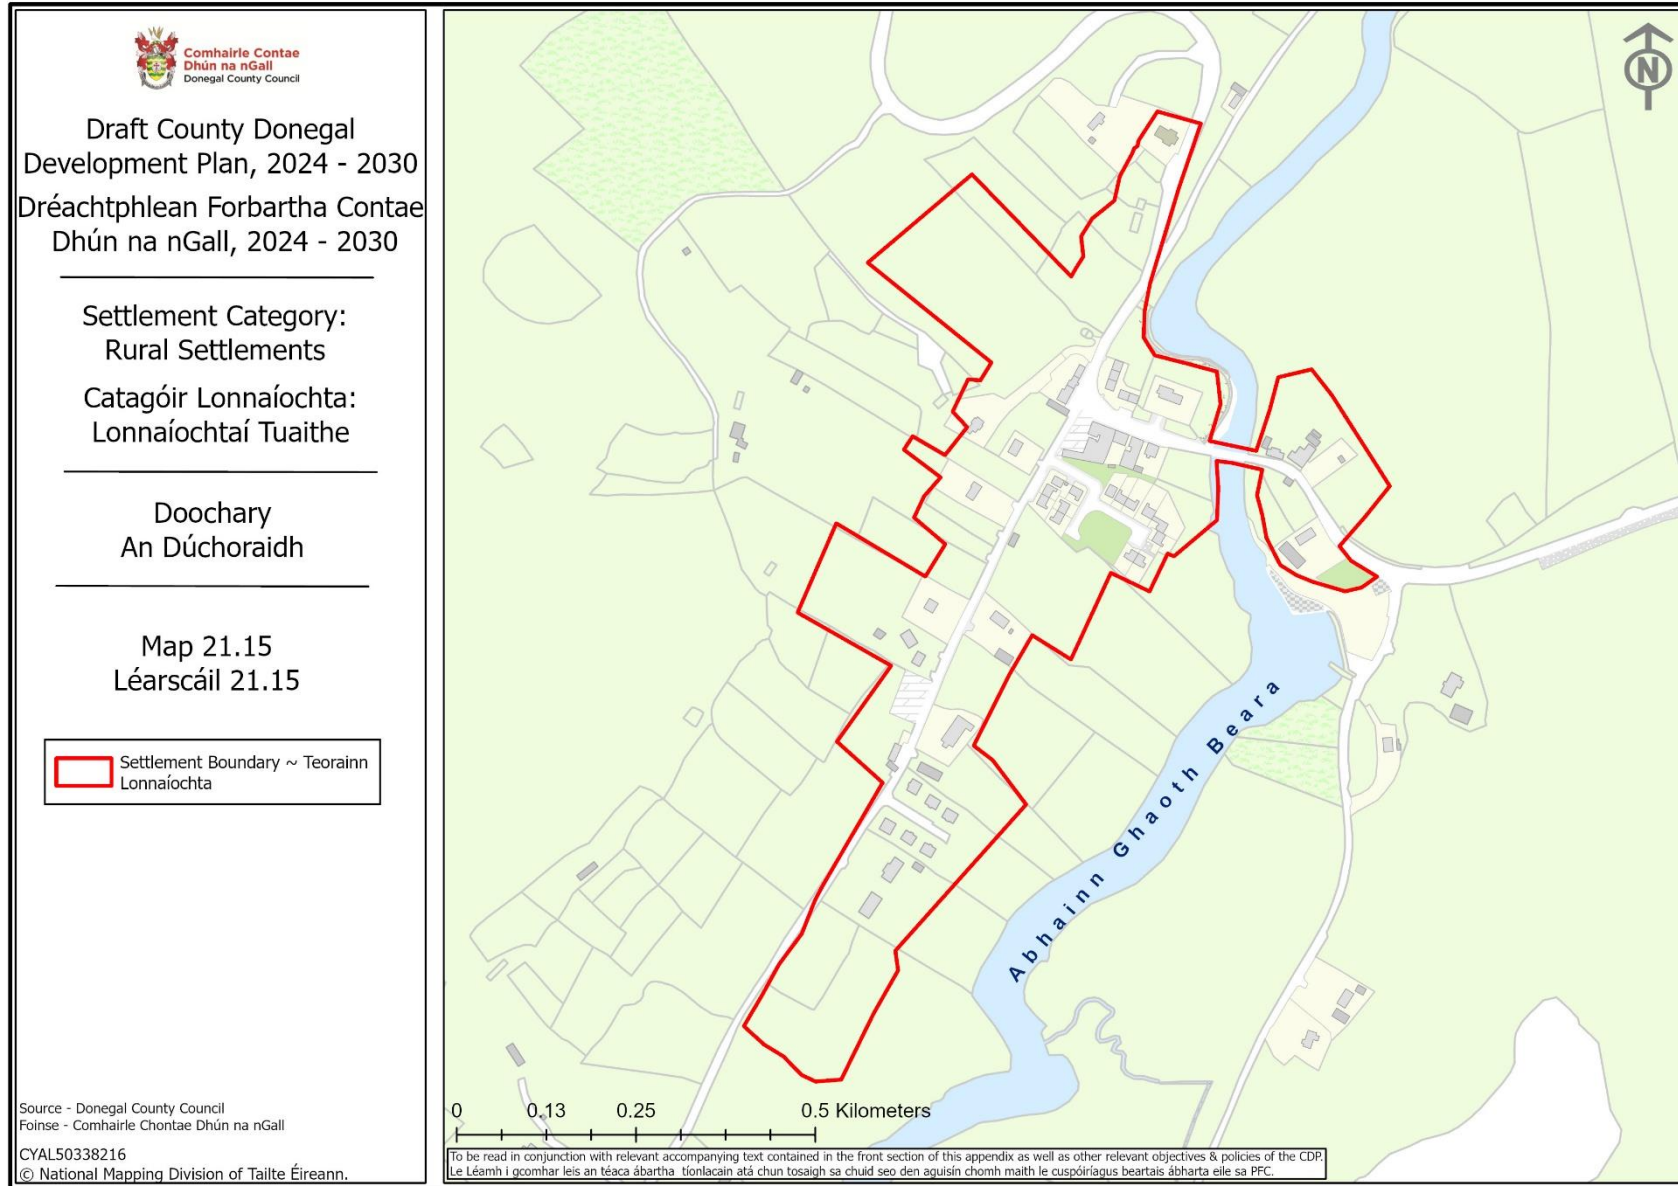 Comhairle Contae
Dhún na nGall
Donegal County Council
Draft County Donegal
Development Plan, 2024 - 2030
Dréachtphlean Forbartha Contae
Dhún na nGall, 2024 - 2030
Settlement Category:
Rural Settlements
Catagóir Lonnaíochta:
Lonnaíochtaí Tuaithe
Doochary
An Dúchoraidh
Map 21.15
Léarscáil 21.15
Settlement Boundary ~ Teorainn
Lonnaíochta
Source - Donegal County Council
Foinse - Comhairle Chontae Dhún na nGall
CYAL50338216
© National Mapping Division of Tailte Éireann.
N
Abhainn Ghaoth Beara
0 0.13 0.25 0.5 Kilometers
To be read in conjunction with relevant accompanying text contained in the front section of this appendix as well as other relevant objectives & policies of the CDP.
Le Léamh i gcomhar leis an téaca ábartha tíonlacain atá chun tosaigh sa chuid seo den aguisín chomh maith le cuspóiríagus beartais ábharta eile sa PFC.